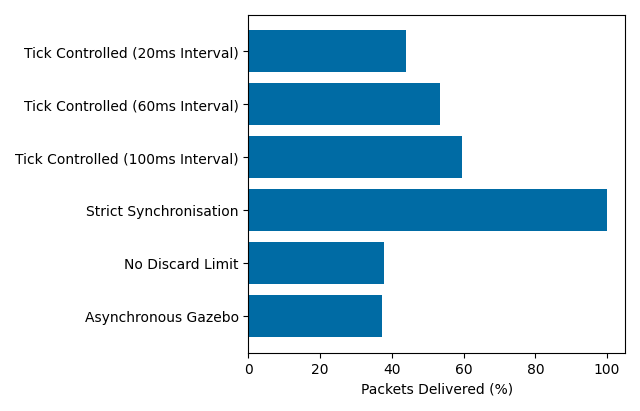 Tick Controlled (20ms Interval)
Tick Controlled (60ms Interval)
Tick Controlled (100ms Interval)
Strict Synchronisation
No Discard Limit
Asynchronous Gazebo
0 20 40 60 80 100
Packets Delivered (%)